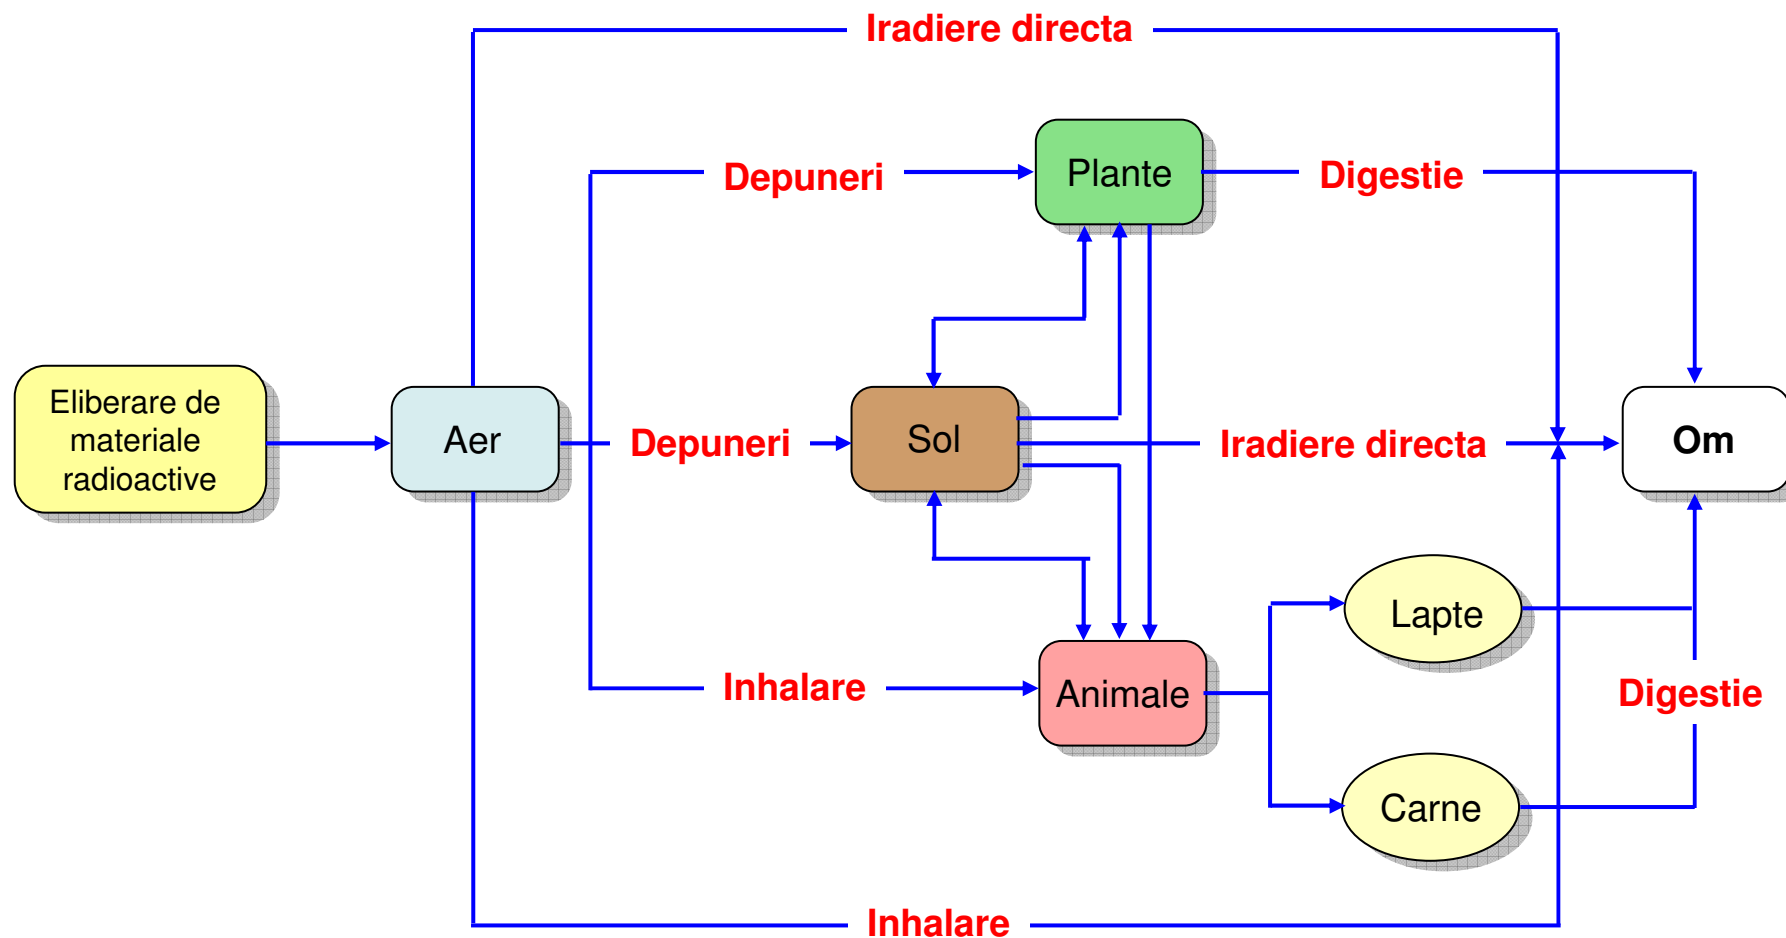 Iradiere directa
Depuneri
Plante
Digestie
Eliberare de
materiale
radioactive
Aer
Depuneri
Sol
Iradiere directa
Om
Lapte
Inhalare
Animale
Digestie
Carne
Inhalare